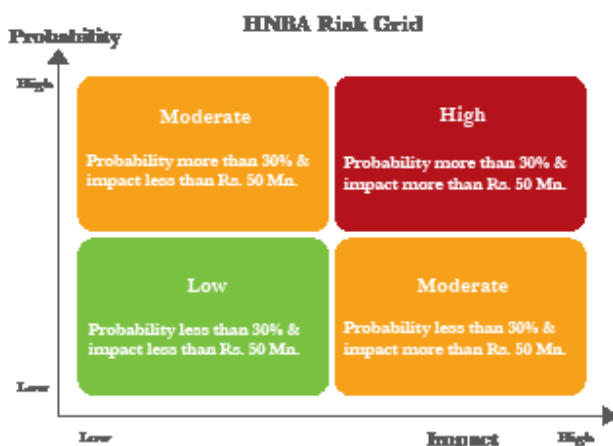 HNBA Risk Grid
Probability
High
Moderate
Probability more than 30% &
impact less than Rs. 50 Mn.
High
Probability more than 30% &
impact more than Rs. 50 Mn.
Low
Probability less than 30% &
impact less than Rs. 50 Mn.
Moderate
Probability less than 30% &
impact more than Rs. 50 Mn.
Low
Low
Impact
High